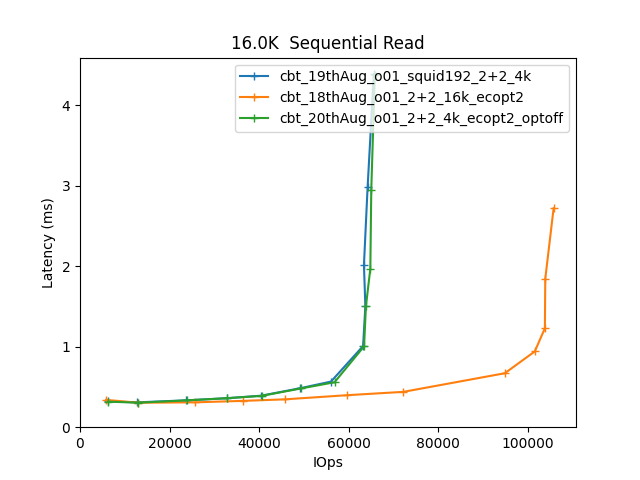 16.0K  Sequential Read
cbt_19thAug_o01_squid192_2+2_4k
cbt_18thAug_o01_2+2_16k_ecopt2
cbt_20thAug_o01_2+2_4k_ecopt2_optoff
Latency (ms)
4
3
2
1
0
0 20000 40000 60000 80000 100000
IOps